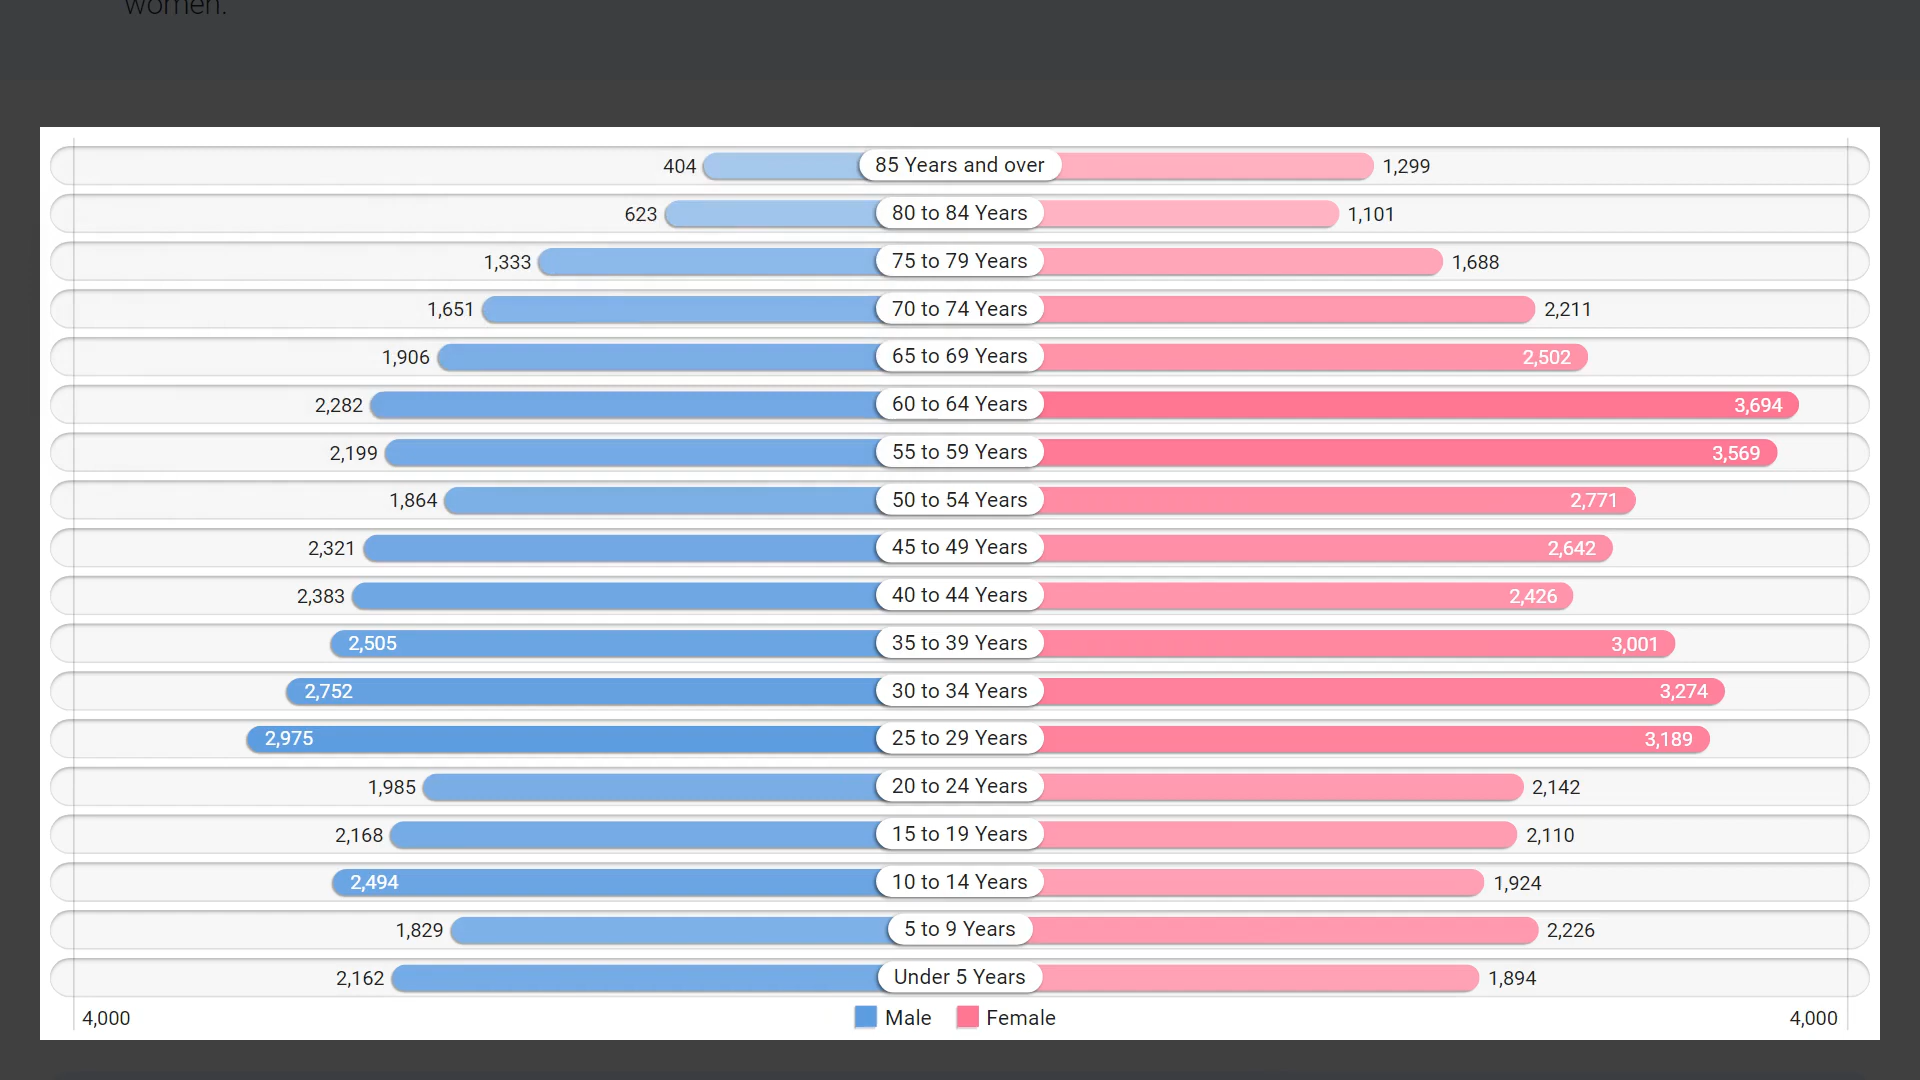 women.
404 85 Years and over 1,299
623 80 to 84 Years 1,101
1,333 75 to 79 Years 1,688
1,651 70 to 74 Years 2,211
1,906 65 to 69 Years 2,502
2,282 60 to 64 Years 3,694
2,199 55 to 59 Years 3,569
1,864 50 to 54 Years 2,771
2,321 45 to 49 Years 2,642
2,383 40 to 44 Years 2,426
2,505 35 to 39 Years 3,001
2,752 30 to 34 Years 3,274
2,975 25 to 29 Years 3,189
1,985 20 to 24 Years 2,142
2,168 15 to 19 Years 2,110
2,494 10 to 14 Years 1,924
1,829 5 to 9 Years 2,226
2,162 Under 5 Years 1,894
4,000 Male Female 4,000